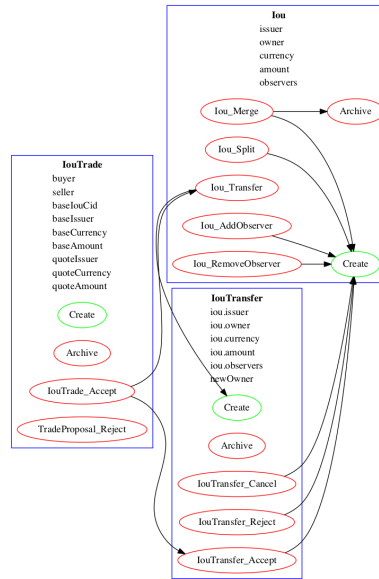 Iou
issuer
owner
currency
amount
observers
Iou_Merge
Archive
Iou_Split
Iou_Transfer
Iou_AddObserver
Iou_RemoveObserver
Create
IouTrade
buyer
seller
baseIouCid
baseIssuer
baseCurrency
baseAmount
quoteIssuer
quoteCurrency
quoteAmount
Create
Archive
IouTrade_Accept
TradeProposal_Reject
IouTransfer
iou.issuer
iou.owner
iou.currency
iou.amount
iou.observers
newOwner
Create
Archive
IouTransfer_Cancel
IouTransfer_Reject
IouTransfer_Accept